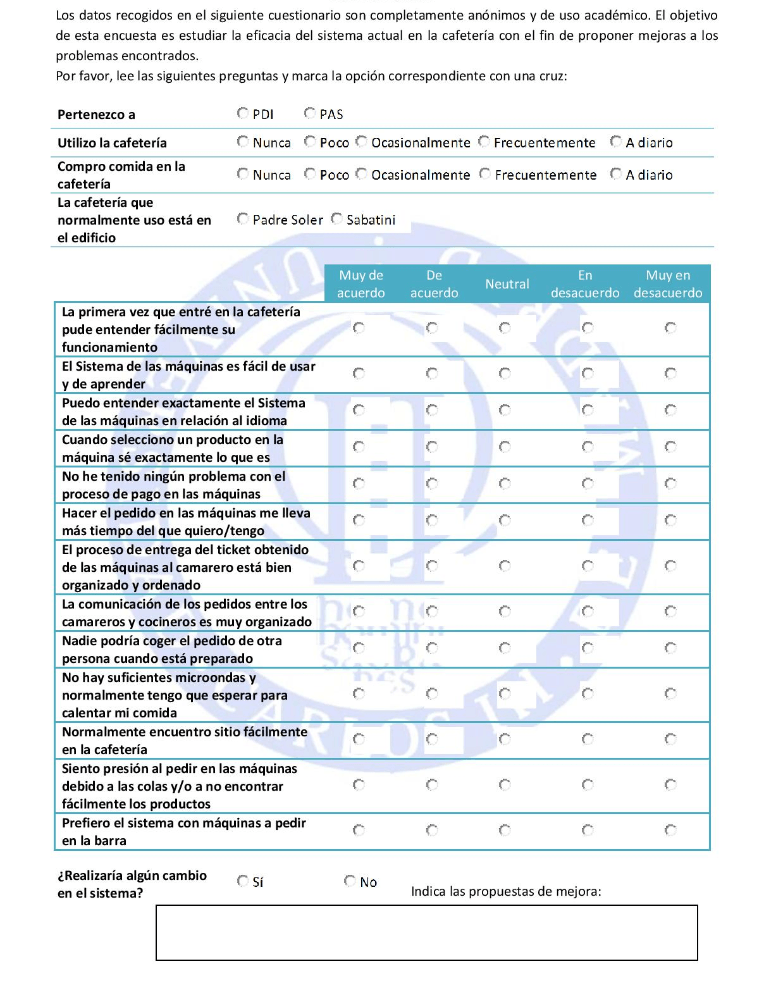 Los datos recogidos en el siguiente cuestionario son completamente anónimos y de uso académico. El objetivo
de esta encuesta es estudiar la eficacia del sistema actual en la cafetería con el fin de proponer mejoras a los
problemas encontrados.
Por favor, lee las siguientes preguntas y marca la opción correspondiente con una cruz:
Pertenezco a PDI PAS
Utilizo la cafetería Nunca Poco Ocasionalmente Frecuentemente A diario
Compro comida en la
cafetería Nunca Poco Ocasionalmente Frecuentemente A diario
La cafetería que
normalmente uso está en Padre Soler Sabatini
el edificio
Muy de acuerdo De acuerdo Neutral En desacuerdo Muy en desacuerdo
La primera vez que entré en la cafetería
pude entender fácilmente su
funcionamiento
El Sistema de las máquinas es fácil de usar
y de aprender
Puedo entender exactamente el Sistema
de las máquinas en relación al idioma
Cuando selecciono un producto en la
máquina sé exactamente lo que es
No he tenido ningún problema con el
proceso de pago en las máquinas
Hacer el pedido en las máquinas me lleva
más tiempo del que quiero/tengo
El proceso de entrega del ticket obtenido
de las máquinas al camarero está bien
organizado y ordenado
La comunicación de los pedidos entre los
camareros y cocineros es muy organizado
Nadie podría coger el pedido de otra
persona cuando está preparado
No hay suficientes microondas y
normalmente tengo que esperar para
calentar mi comida
Normalmente encuentro sitio fácilmente
en la cafetería
Siento presión al pedir en las máquinas
debido a las colas y/o a no encontrar
fácilmente los productos
Prefiero el sistema con máquinas a pedir
en la barra
¿Realizaría algún cambio
en el sistema? Sí No Indica las propuestas de mejora: